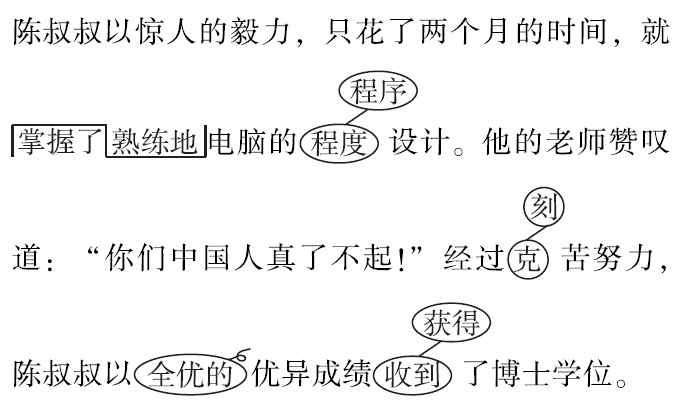 陈叔叔以惊人的毅力，只花了两个月的时间，就
程序
掌握了熟练地电脑的程度设计。他的老师赞叹
刻
道：“你们中国人真了不起！”经过克苦努力，
获得
陈叔叔以全优的优异成绩收到了博士学位。